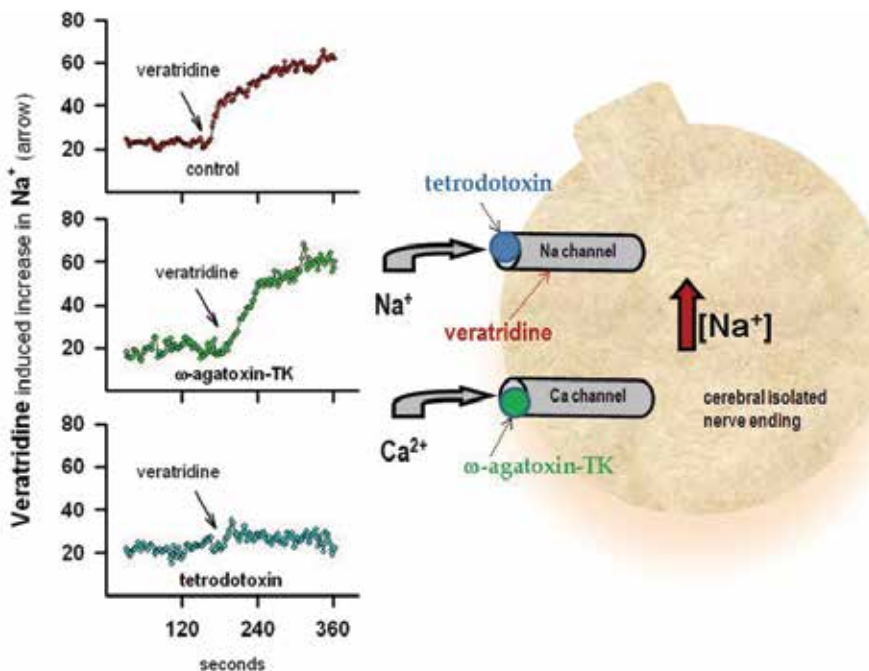 Veratridine induced increase in Na⁺ (arrow)
80
60
40
20
veratridine
control
80
60
40
20
veratridine
ω-agatoxin-TK
80
60
40
20
veratridine
tetrodotoxin
120 240 360
seconds
tetrodotoxin
Na channel
Na⁺
veratridine
[Na⁺]
Ca channel
Ca²⁺
ω-agatoxin-TK
cerebral isolated
nerve ending